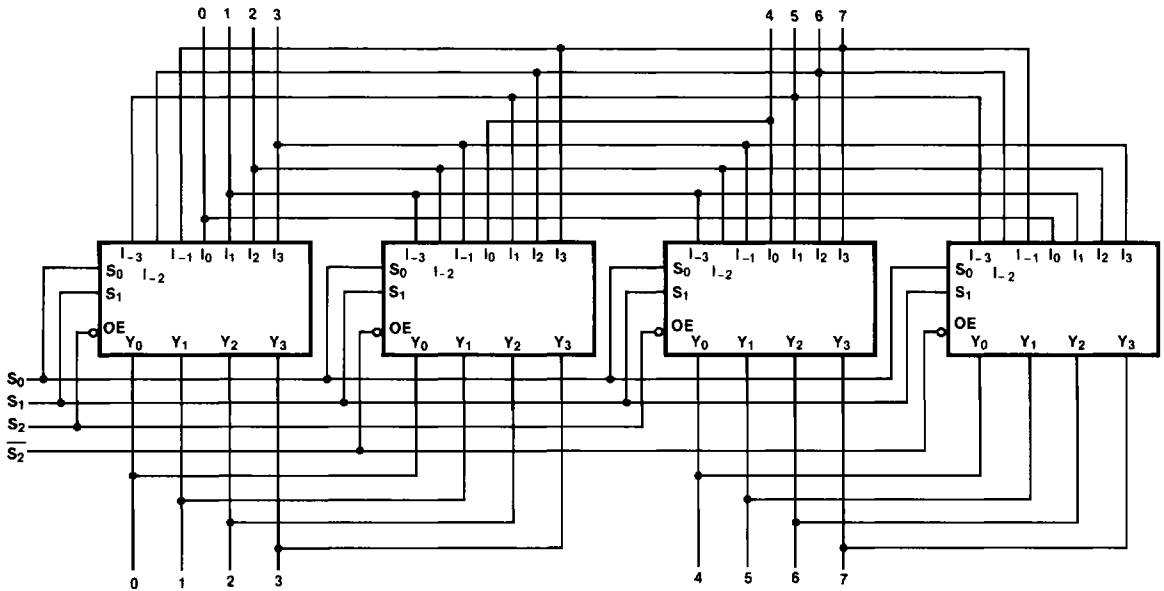 0 1 2 3 4 5 6 7
I-3 I-1 I0 I1 I2 I3 I-3 I-1 I0 I1 I2 I3 I-3 I-1 I0 I1 I2 I3 I-3 I-1 I0 I1 I2 I3
S0 I-2 S0 I-2 S0 I-2 S0 I-2
S1 S1 S1 S1
OE OE OE OE
Y0 Y1 Y2 Y3 Y0 Y1 Y2 Y3 Y0 Y1 Y2 Y3 Y0 Y1 Y2 Y3
S0
S1
S2
S̅2
0 1 2 3 4 5 6 7